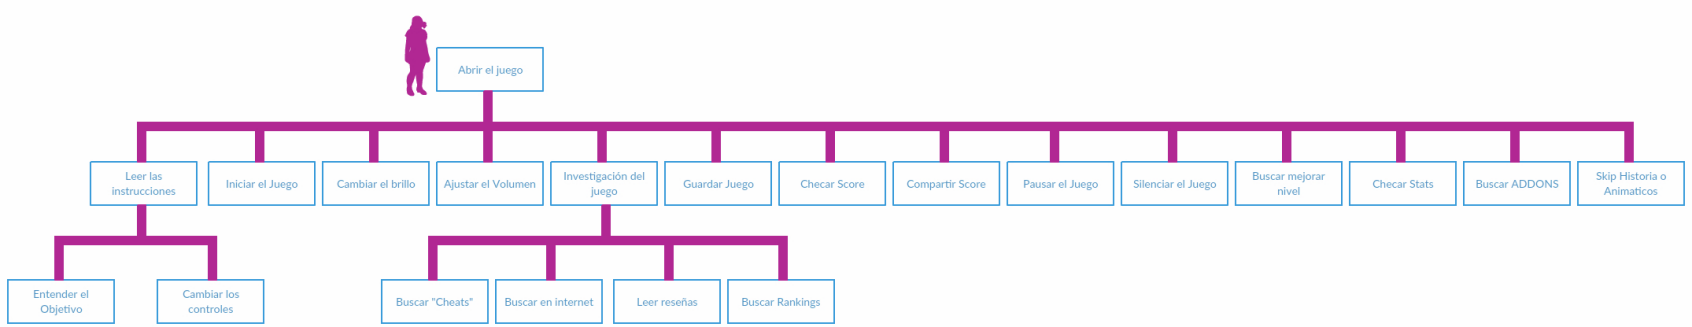 Abrir el juego
Leer las
instrucciones
Iniciar el Juego
Cambiar el brillo
Ajustar el Volumen
Investigación del
juego
Guardar Juego
Checar Score
Compartir Score
Pausar el Juego
Silenciar el Juego
Buscar mejorar
nivel
Checar Stats
Buscar ADDONS
Skip Historia o
Animaticos
Entender el
Objetivo
Cambiar los
controles
Buscar "Cheats"
Buscar en internet
Leer reseñas
Buscar Rankings